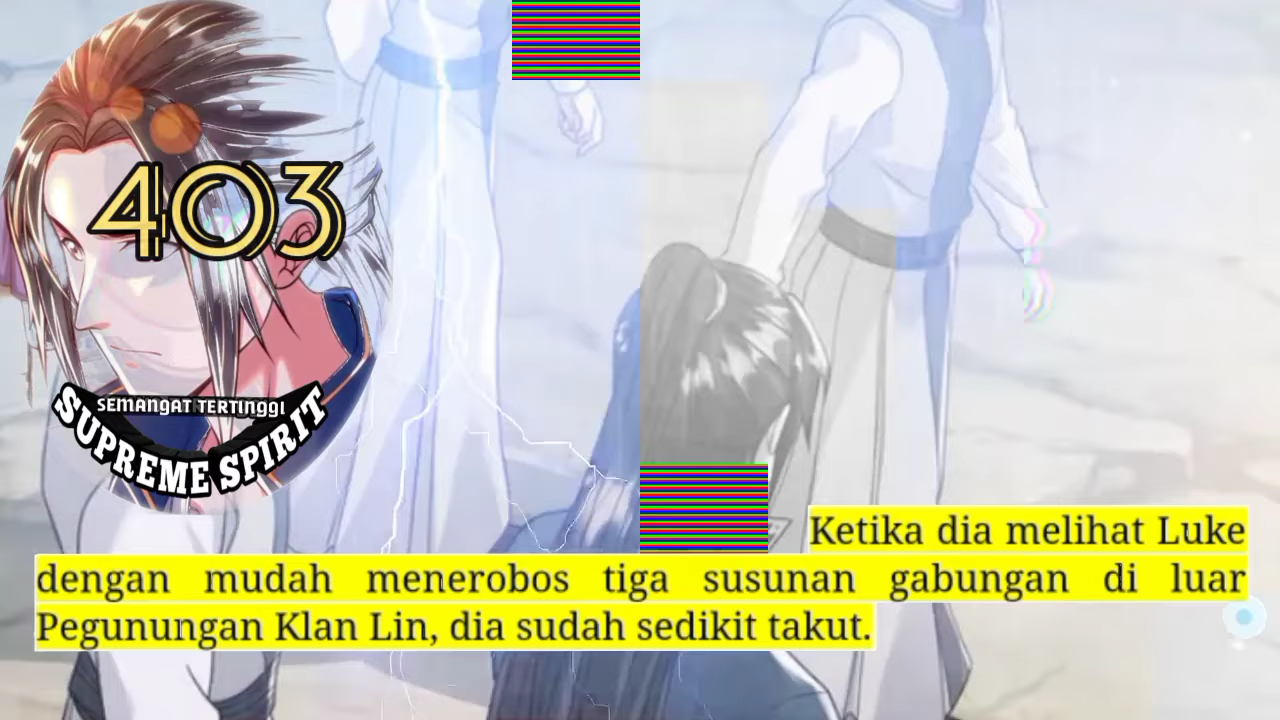 403
SEMANGAT TERTINGGI
SUPREME SPIRIT
Ketika dia melihat Luke
dengan mudah menerobos tiga susunan gabungan di luar
Pegunungan Klan Lin, dia sudah sedikit takut.